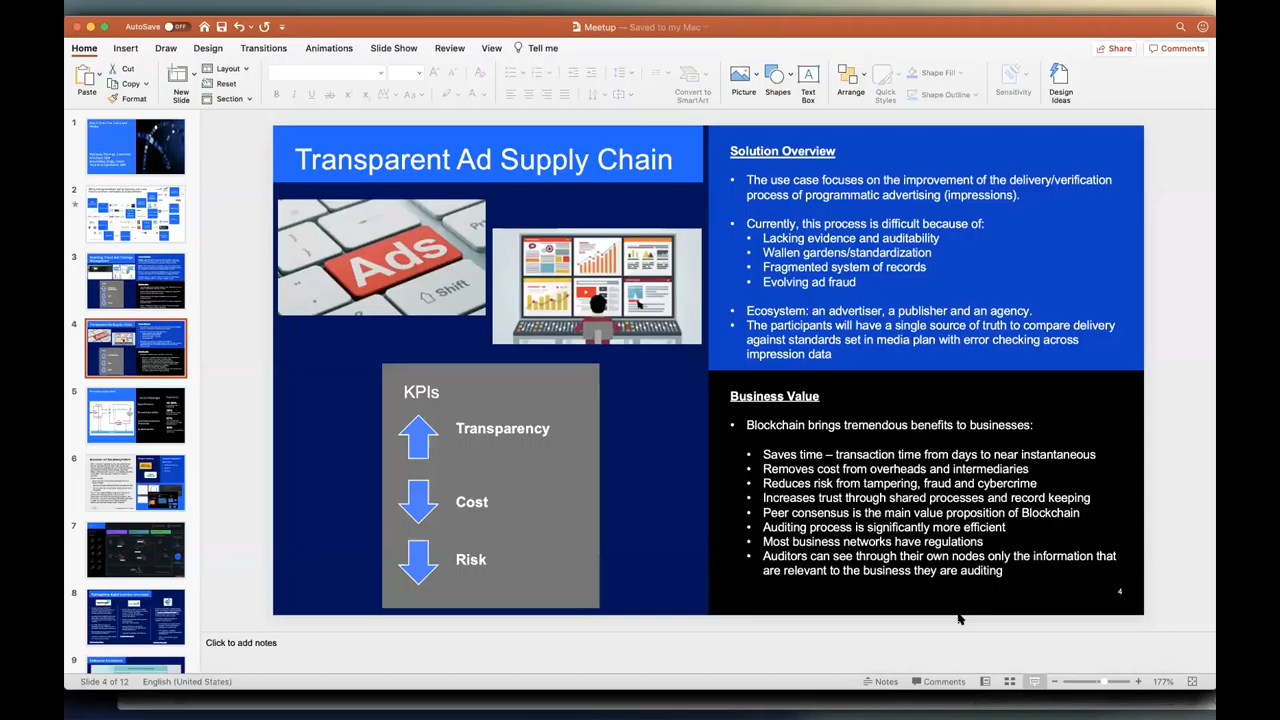 AutoSave OFF
Meetup — Saved to my Mac
Home Insert Draw Design Transitions Animations Slide Show Review View Tell me
Share Comments
Paste
Cut
Copy
Format
New
Slide
Layout
Reset
Section
Convert to
SmartArt
Picture
Shapes
Text
Box
Arrange
Quick
Styles
Shape Fill
Shape Outline
Sensitivity
Design
Ideas
1
2
3
4
5
6
7
8
9
Transparent Ad Supply Chain
Ads
Shift
KPIs
Transparency
Cost
Risk
Solution Overview
• The use case focuses on the improvement of the delivery/verification
process of programmatic advertising (impressions).
• Currently, this process is difficult because of:
• Lacking evidence and auditability
• Wallen gardens/standardization
• Fragmented system of records
• Evolving ad fraud
• Ecosystem: an advertiser, a publisher and an agency.
• The participants will have a single source of truth to compare delivery
against standards set in media plan with error checking across
impression data
Business Value
• Blockchain brings tremendous benefits to businesses:
• Saves time – transaction time from days to near instantaneous
• Removes cost from overheads and intermediaries
• Reduces risk from tampering, fraud and cybercrime
• Increases trust through shared processes and record keeping
• Peer consensus is the main value proposition of Blockchain
• Auditing process is significantly more efficient
• Most business networks have regulations
• Auditors can see through their own nodes only the information that
are relevant to the business they are auditing
4
Click to add notes
Slide 4 of 12 English (United States)
Notes Comments 177%